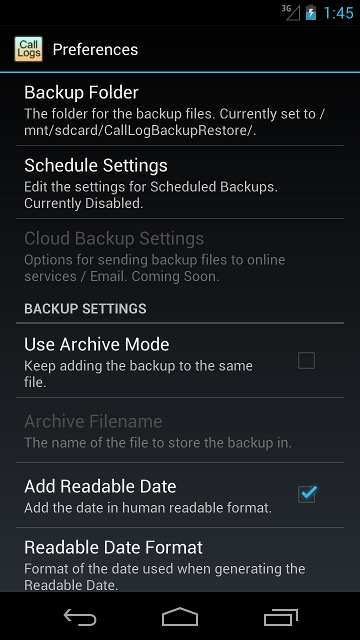 3G 1:45
Call
Logs
Preferences
Backup Folder
The folder for the backup files. Currently set to /
mnt/sdcard/CallLogBackupRestore/.
Schedule Settings
Edit the settings for Scheduled Backups.
Currently Disabled.
Cloud Backup Settings
Options for sending backup files to online
services / Email. Coming Soon.
BACKUP SETTINGS
Use Archive Mode
Keep adding the backup to the same
file.
Archive Filename
The name of the file to store the backup in.
Add Readable Date
Add the date in human readable format.
Readable Date Format
Format of the date used when generating the
Readable Date.